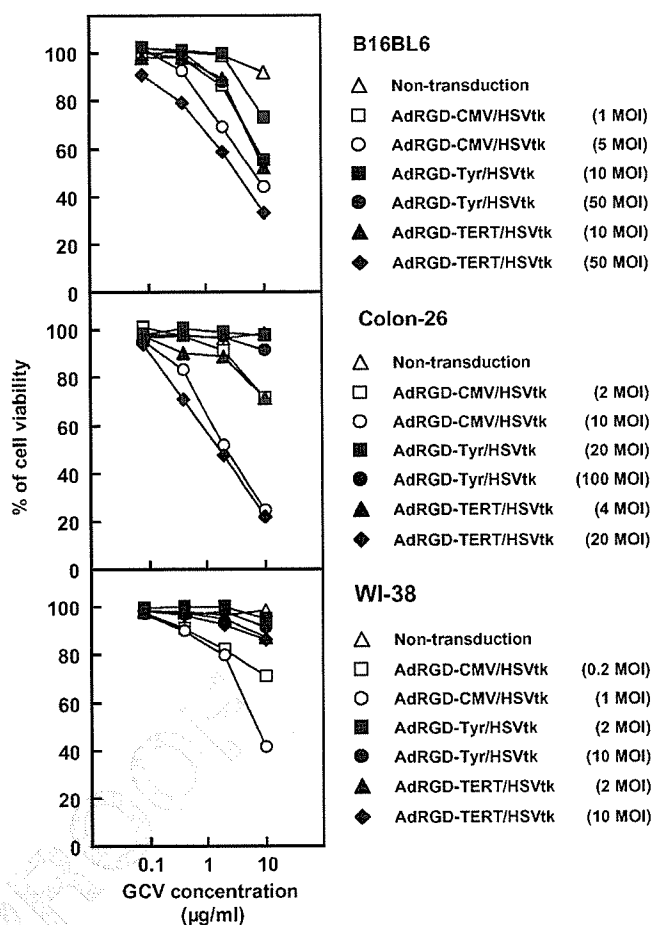 B16BL6
Non-transduction
AdRGD-CMV/HSVtk (1 MOI)
AdRGD-CMV/HSVtk (5 MOI)
AdRGD-Tyr/HSVtk (10 MOI)
AdRGD-Tyr/HSVtk (50 MOI)
AdRGD-TERT/HSVtk (10 MOI)
AdRGD-TERT/HSVtk (50 MOI)
100
80
60
40
20
0
Colon-26
Non-transduction
AdRGD-CMV/HSVtk (2 MOI)
AdRGD-CMV/HSVtk (10 MOI)
AdRGD-Tyr/HSVtk (20 MOI)
AdRGD-Tyr/HSVtk (100 MOI)
AdRGD-TERT/HSVtk (4 MOI)
AdRGD-TERT/HSVtk (20 MOI)
100
80
60
40
20
0
% of cell viability
WI-38
Non-transduction
AdRGD-CMV/HSVtk (0.2 MOI)
AdRGD-CMV/HSVtk (1 MOI)
AdRGD-Tyr/HSVtk (2 MOI)
AdRGD-Tyr/HSVtk (10 MOI)
AdRGD-TERT/HSVtk (2 MOI)
AdRGD-TERT/HSVtk (10 MOI)
100
80
60
40
20
0
0.1 1 10
GCV concentration
(µg/ml)